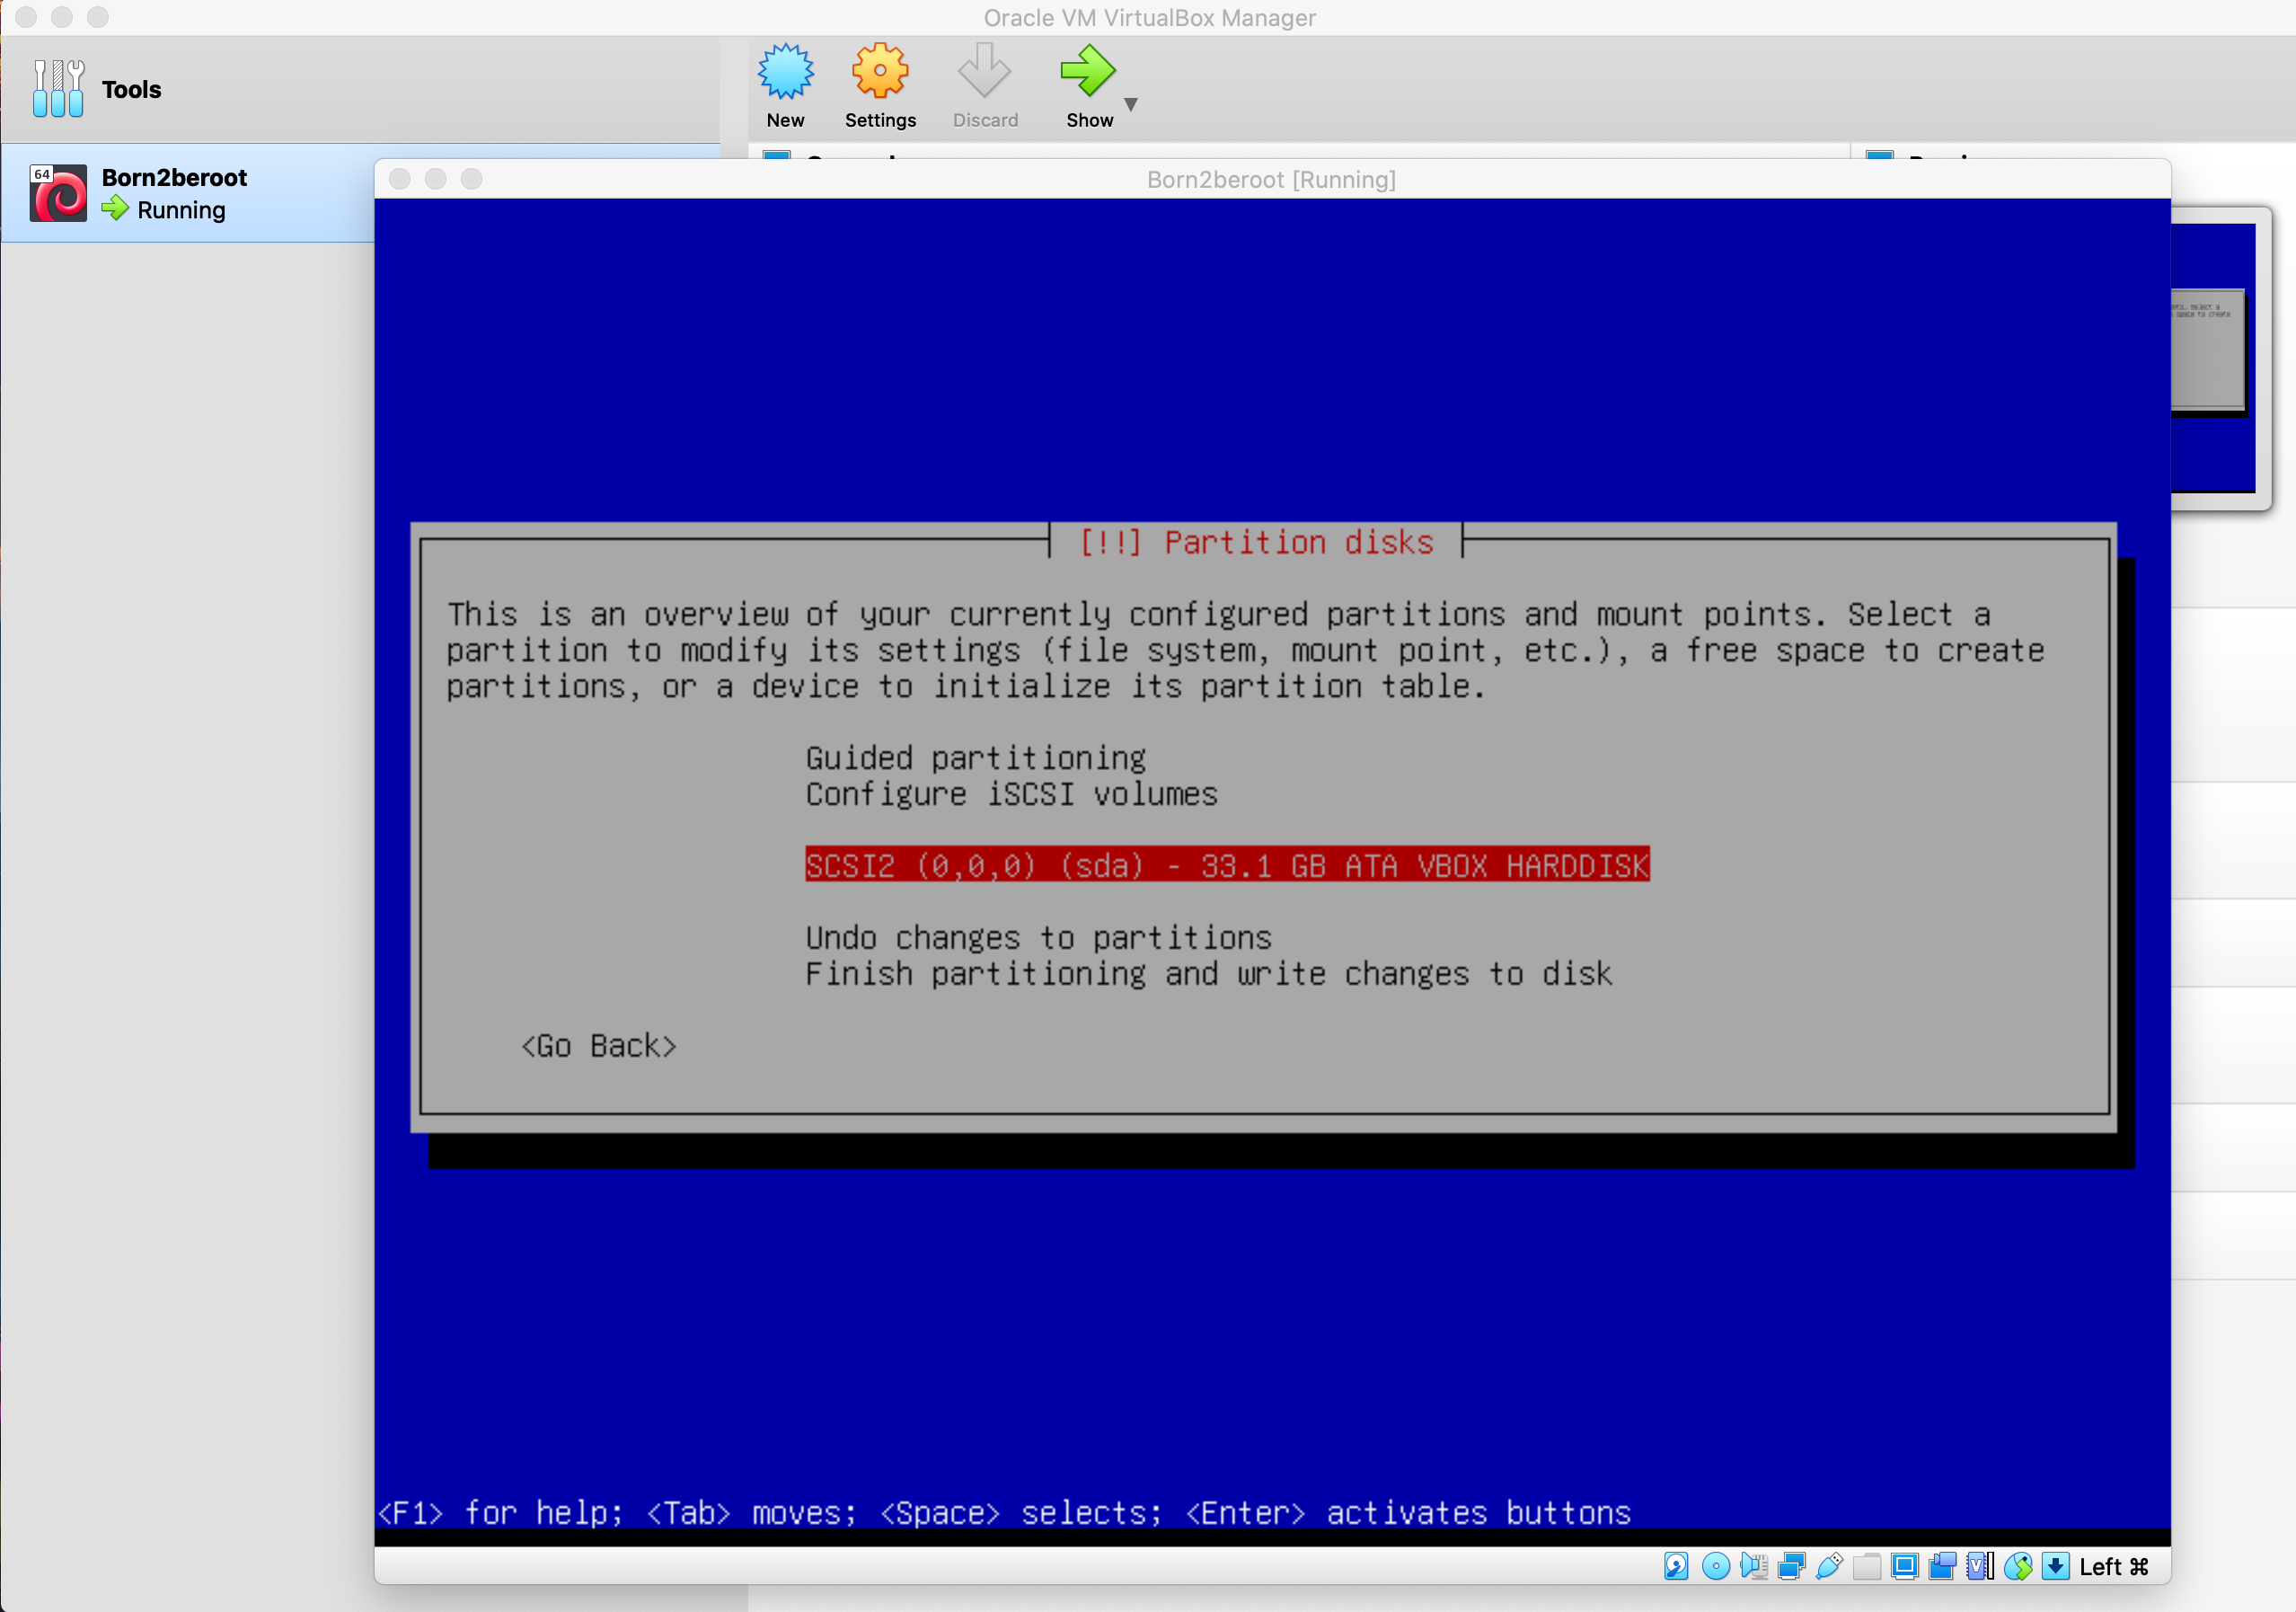 Oracle VM VirtualBox Manager
Tools
New
Settings
Discard
Show
64
Born2beroot
Running
Born2beroot [Running]
[!!] Partition disks
This is an overview of your currently configured partitions and mount points. Select a
partition to modify its settings (file system, mount point, etc.), a free space to create
partitions, or a device to initialize its partition table.
Guided partitioning
Configure iSCSI volumes
SCSI2 (0,0,0) (sda) - 33.1 GB ATA VBOX HARDDISK
Undo changes to partitions
Finish partitioning and write changes to disk
<Go Back>
<F1> for help; <Tab> moves; <Space> selects; <Enter> activates buttons
Left ⌘